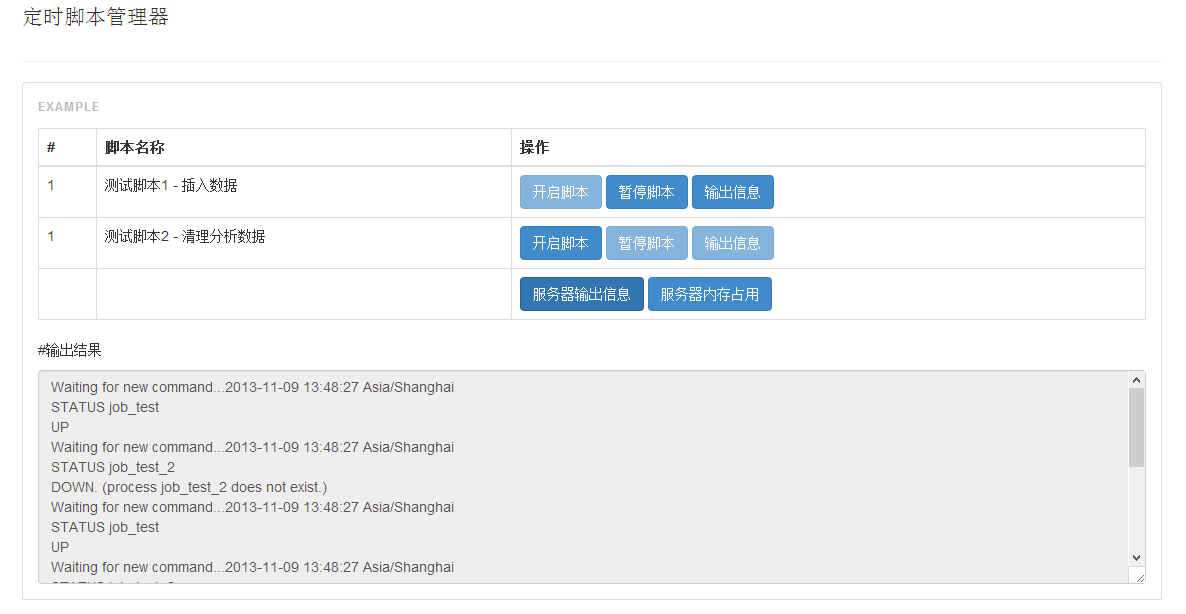 定时脚本管理器
EXAMPLE
# 脚本名称 操作
1 测试脚本1 - 插入数据 开启脚本 暂停脚本 输出信息
1 测试脚本2 - 清理分析数据 开启脚本 暂停脚本 输出信息
服务器输出信息 服务器内存占用
#输出结果
Waiting for new command...2013-11-09 13:48:27 Asia/Shanghai
STATUS job_test
UP
Waiting for new command...2013-11-09 13:48:27 Asia/Shanghai
STATUS job_test_2
DOWN. (process job_test_2 does not exist.)
Waiting for new command...2013-11-09 13:48:27 Asia/Shanghai
STATUS job_test
UP
Waiting for new command...2013-11-09 13:48:27 Asia/Shanghai